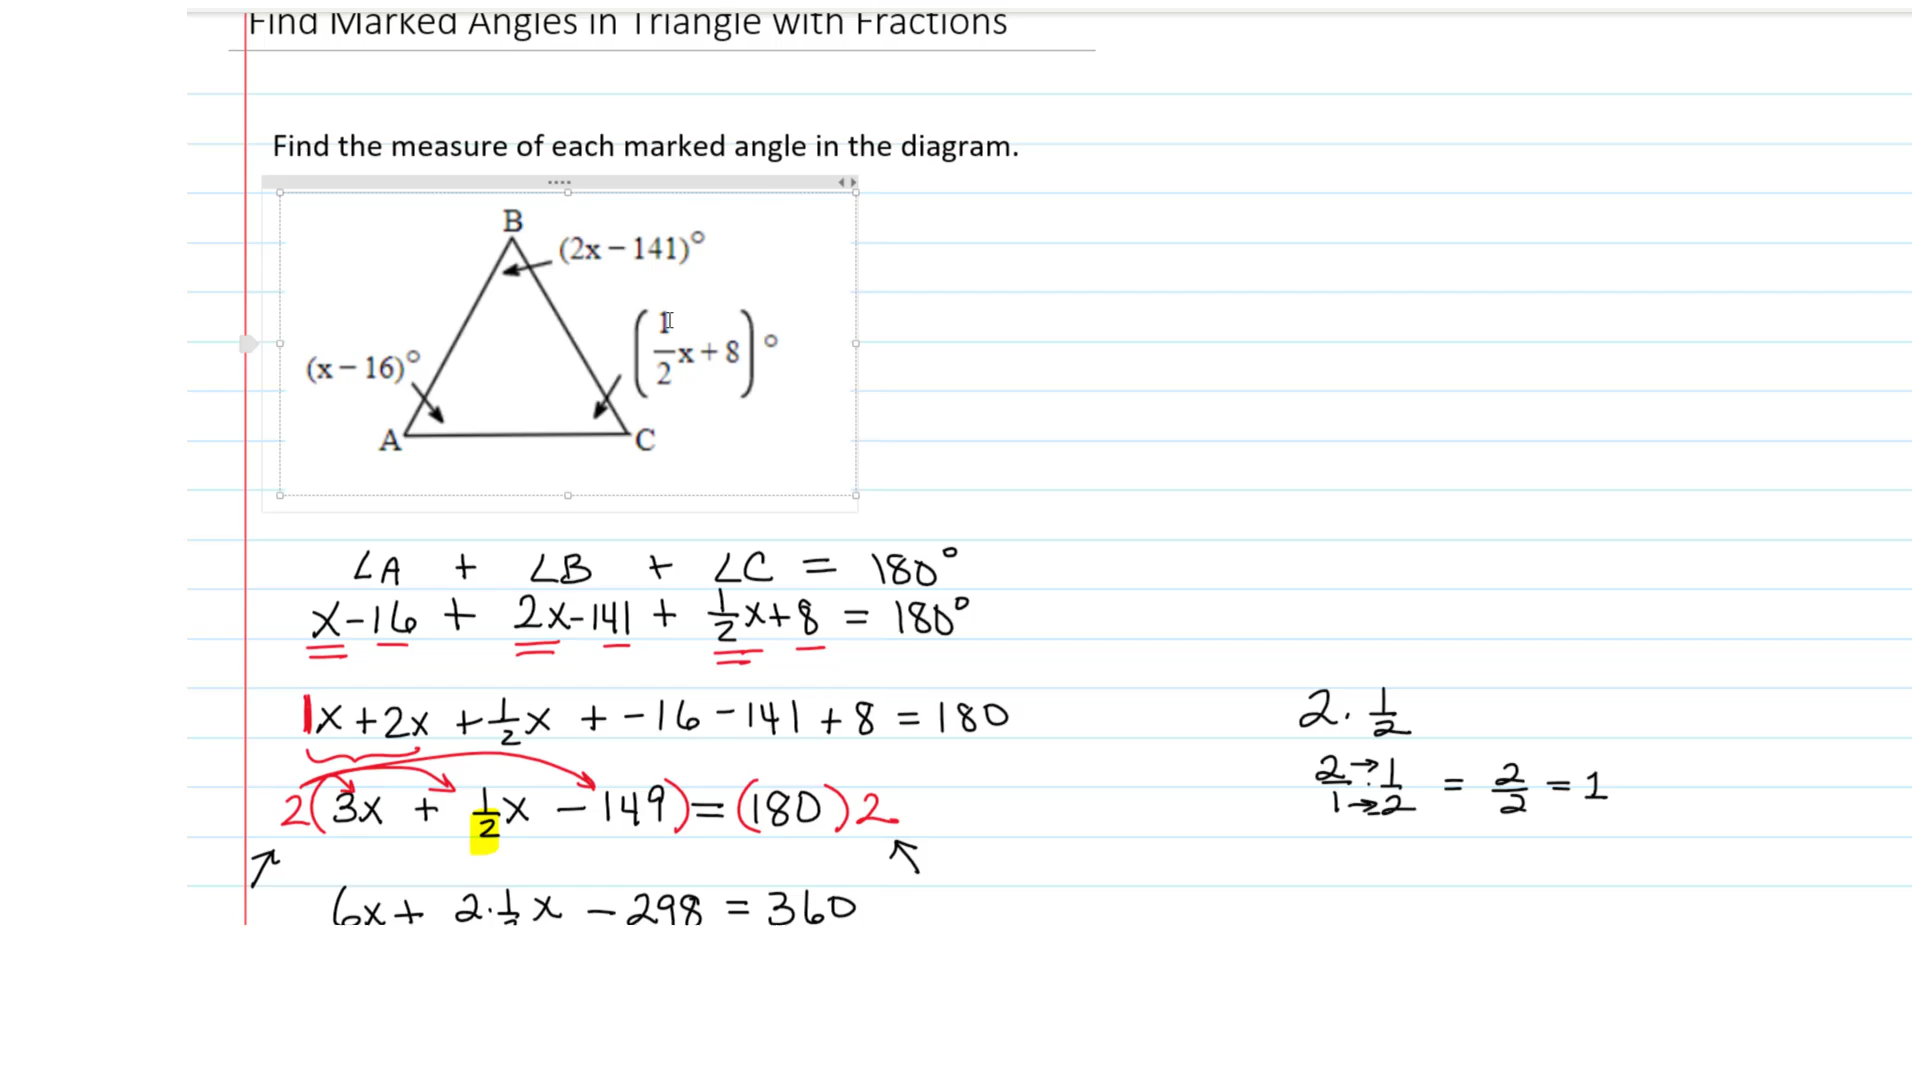 Find Marked Angles in Triangle with Fractions
Find the measure of each marked angle in the diagram.
B
(2x – 141)°
(1/2 x + 8)°
(x – 16)°
A
C
∠A + ∠B + ∠C = 180°
x-16 + 2x-141 + 1/2 x+8 = 180°
1x+2x + 1/2 x + -16 -141 +8 = 180
2(3x + 1/2 x - 149) = (180)2
6x + 2·1/2 x - 298 = 360
2· 1/2
2/1 · 1/2 = 2/2 = 1